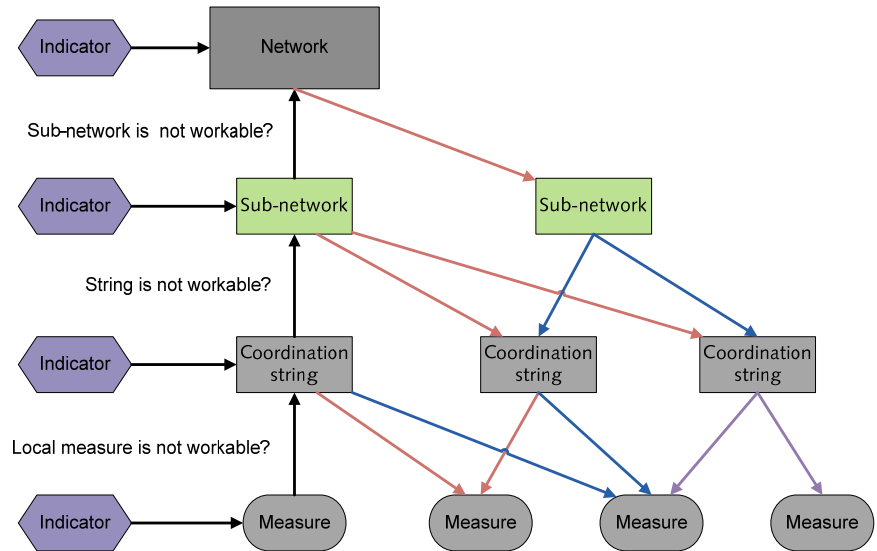 Indicator
Network
Sub-network is  not workable?
Indicator
Sub-network
Sub-network
String is not workable?
Indicator
Coordination
string
Coordination
string
Coordination
string
Local measure is not workable?
Indicator
Measure
Measure
Measure
Measure